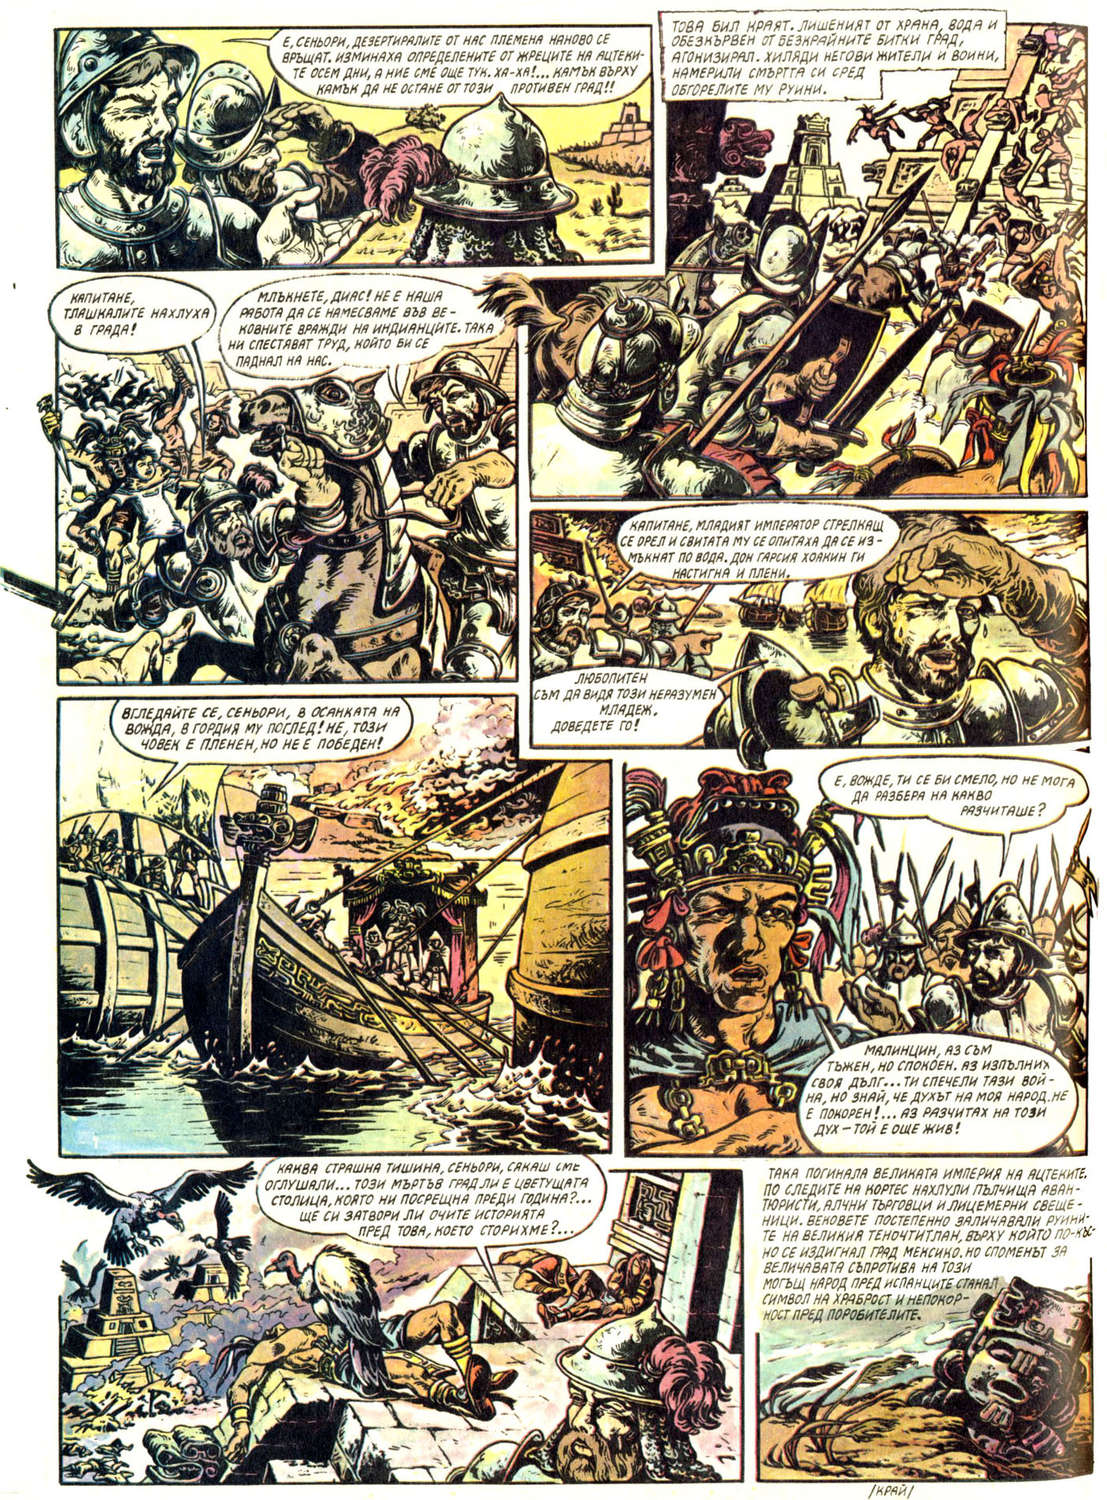 Е, СЕНЬОРИ, ДЕЗЕРТИРАЛИТЕ ОТ НАС ПЛЕМЕНА НАНОВО СЕ
ВРЪЩАТ. ИЗМИНАХА ОПРЕДЕЛЕНИТЕ ОТ ЖРЕЦИТЕ НА АЦТЕКИ-
ТЕ ОСЕМ ДНИ, А НИЕ СМЕ ОЩЕ ТУК. ХА-ХА!... КАМЪК ВЪРХУ
КАМЪК ДА НЕ ОСТАНЕ ОТ ТОЗИ ПРОТИВЕН ГРАД!!
ТОВА БИЛ КРАЯТ. ЛИШЕНИЯТ ОТ ХРАНА, ВОДА И
ОБЕЗКЪРВЕН ОТ БЕЗКРАЙНИТЕ БИТКИ ГРАД,
АГОНИЗИРАЛ. ХИЛЯДИ НЕГОВИ ЖИТЕЛИ И ВОИНИ,
НАМЕРИЛИ СМЪРТТА СИ СРЕД
ОБГОРЕЛИТЕ МУ РУИНИ.
КАПИТАНЕ,
ТЛАШКАЛИТЕ НАХЛУХА
В ГРАДА!
МЛЪКНЕТЕ, ДИАС! НЕ Е НАША
РАБОТА ДА СЕ НАМЕСВАМЕ ВЪВ ВЕ-
КОВНИТЕ ВРАЖДИ НА ИНДИАНЦИТЕ. ТАКА
НИ СПЕСТЯВАТ ТРУД, КОЙТО БИ СЕ
ПАДНАЛ НА НАС.
КАПИТАНЕ, МЛАДИЯТ ИМПЕРАТОР СТРЕЛКАЩ
СЕ ОРЕЛ И СВИТАТА МУ СЕ ОПИТАХА ДА СЕ ИЗ-
МЪКНАТ ПО ВОДА. ДОН ГАРСИЯ ХОАКИН ГИ
НАСТИГНА И ПЛЕНИ.
ЛЮБОПИТЕН
СЪМ ДА ВИДЯ ТОЗИ НЕРАЗУМЕН
МЛАДЕЖ.
ДОВЕДЕТЕ ГО!
ВГЛЕДАЙТЕ СЕ, СЕНЬОРИ, В ОСАНКАТА НА
ВОЖДА, В ГОРДИЯ МУ ПОГЛЕД! НЕ, ТОЗИ
ЧОВЕК Е ПЛЕНЕН, НО НЕ Е ПОБЕДЕН!
Е, ВОЖДЕ, ТИ СЕ БИ СМЕЛО, НО НЕ МОГА
ДА РАЗБЕРА НА КАКВО
РАЗЧИТАШЕ?
МАЛИНЦИН, АЗ СЪМ
ТЪЖЕН, НО СПОКОЕН. АЗ ИЗПЪЛНИХ
СВОЯ ДЪЛГ... ТИ СПЕЧЕЛИ ТАЗИ ВОЙ-
НА, НО ЗНАЙ, ЧЕ ДУХЪТ НА МОЯ НАРОД НЕ
Е ПОКОРЕН!... АЗ РАЗЧИТАХ НА ТОЗИ
ДУХ – ТОЙ Е ОЩЕ ЖИВ!
КАКВА СТРАШНА ТИШИНА, СЕНЬОРИ, САКАШ СМЕ
ОГЛУШАЛИ... ТОЗИ МЪРТЪВ ГРАД ЛИ Е ЦВЕТУЩАТА
СТОЛИЦА, КОЯТО НИ ПОСРЕЩНА ПРЕДИ ГОДИНА?...
ЩЕ СИ ЗАТВОРИ ЛИ ОЧИТЕ ИСТОРИЯТА
ПРЕД ТОВА, КОЕТО СТОРИХМЕ?...
ТАКА ПОГИНАЛА ВЕЛИКАТА ИМПЕРИЯ НА АЦТЕКИТЕ.
ПО СЛЕДИТЕ НА КОРТЕС НАХЛУЛИ ПЪЛЧИЩА АВАН-
ТЮРИСТИ, АЛЧНИ ТЪРГОВЦИ И ЛИЦЕМЕРНИ СВЕЩЕ-
НИЦИ. ВЕКОВЕТЕ ПОСТЕПЕННО ЗАЛИЧАВАЛИ РУИНИ-
ТЕ НА ВЕЛИКИЯ ТЕНОЧТИТЛАН, ВЪРХУ КОЙТО ПО-КЪС-
НО СЕ ИЗДИГНАЛ ГРАД МЕКСИКО. НО СПОМЕНЪТ ЗА
ВЕЛИЧАВАТА СЪПРОТИВА НА ТОЗИ
МОГЪЩ НАРОД ПРЕД ИСПАНЦИТЕ СТАНАЛ
СИМВОЛ НА ХРАБРОСТ И НЕПОКОР-
НОСТ ПРЕД ПОРОБИТЕЛИТЕ.
/КРАЙ/